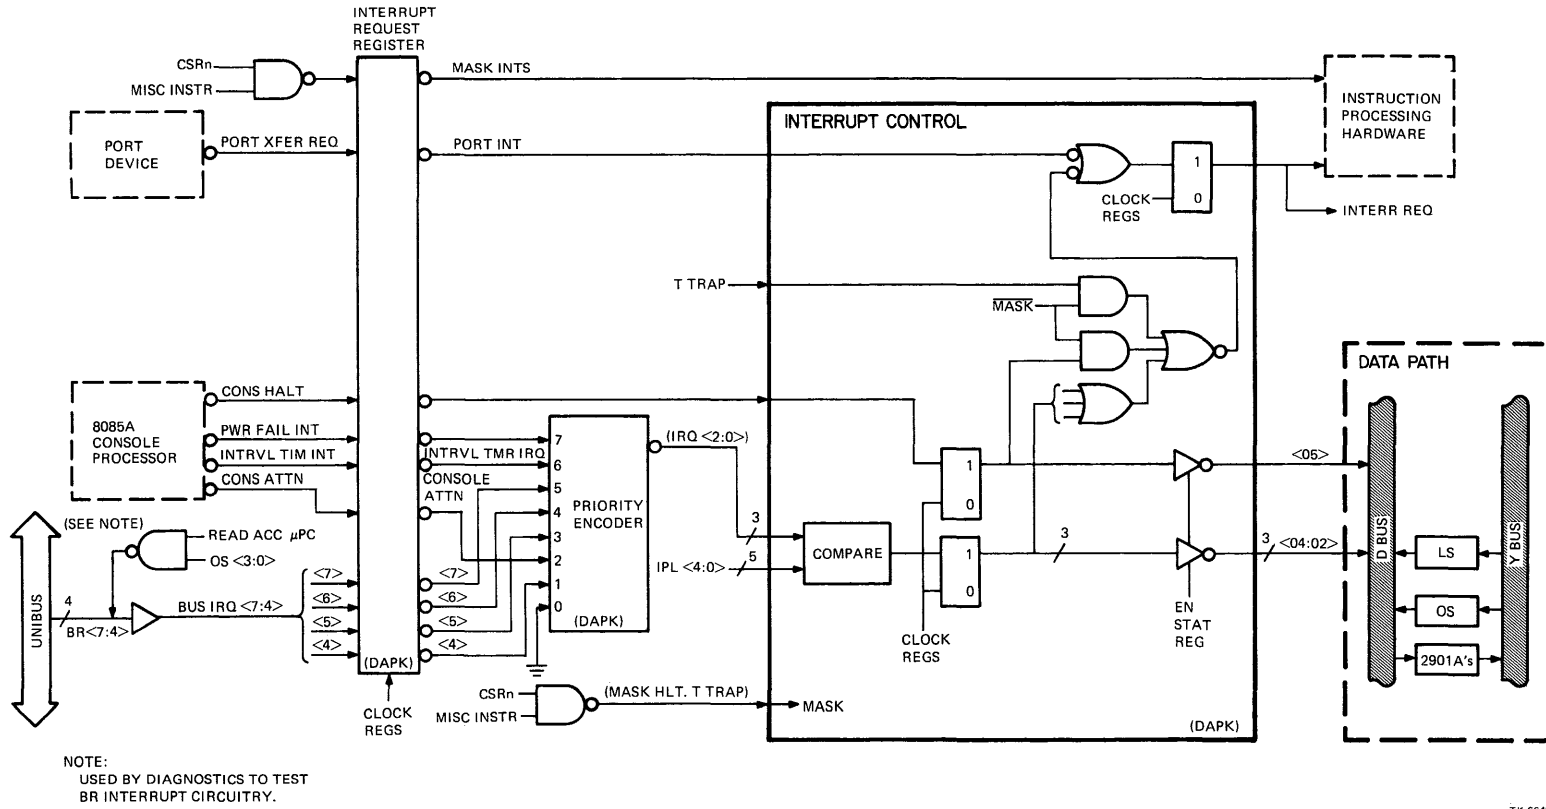 INTERRUPT
REQUEST
REGISTER
CSRn
MISC INSTR
MASK INTS
INSTRUCTION
PROCESSING
HARDWARE
PORT
DEVICE
PORT XFER REQ
PORT INT
INTERRUPT CONTROL
1
0
CLOCK
REGS
INTERR REQ
T TRAP
MASK
8085A
CONSOLE
PROCESSOR
CONS HALT
PWR FAIL INT
INTRVL TIM INT
CONS ATTN
INTRVL TMR IRQ
CONSOLE
ATTN
7
6
5
4
3
2
1
0
PRIORITY
ENCODER
(DAPK)
(IRQ <2:0>)
3
IPL <4:0>
5
COMPARE
1
0
1
0
CLOCK
REGS
3
EN
STAT
REG
<05>
3
<04:02>
DATA PATH
D BUS
Y BUS
LS
OS
2901A's
UNIBUS
(SEE NOTE)
READ ACC μPC
OS <3:0>
4
BR<7:4>
BUS IRQ <7:4>
<7>
<6>
<5>
<4>
<7>
<6>
<5>
<4>
(DAPK)
CLOCK
REGS
CSRn
MISC INSTR
(MASK HLT. T TRAP)
MASK
(DAPK)
NOTE:
USED BY DIAGNOSTICS TO TEST
BR INTERRUPT CIRCUITRY.